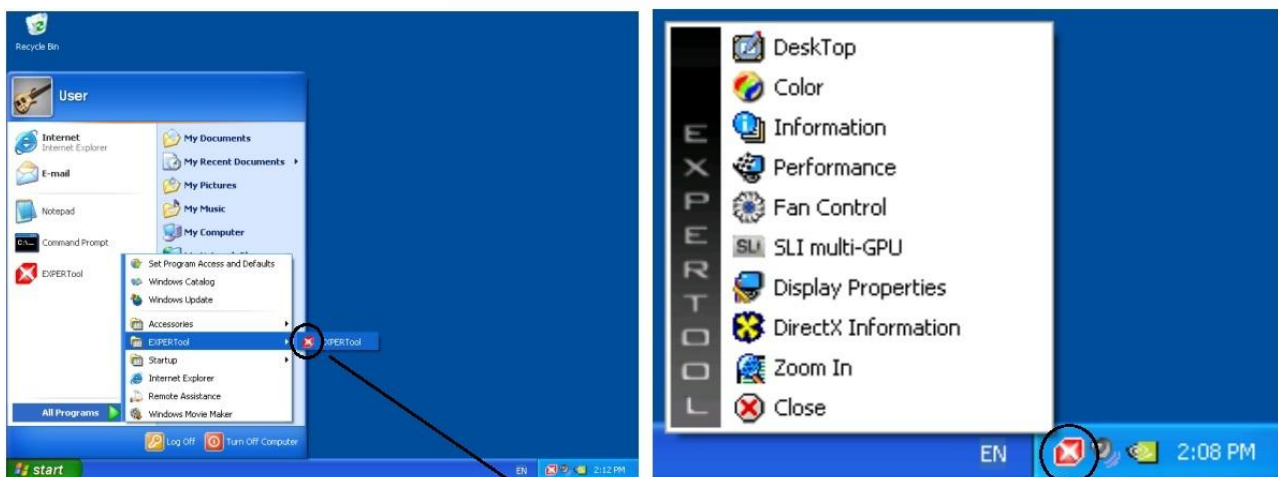 Recycle Bin
User
Internet
Internet Explorer
E-mail
Notepad
Command Prompt
EXPERTool
All Programs
My Documents
My Recent Documents
My Pictures
My Music
My Computer
Set Program Access and Defaults
Windows Catalog
Windows Update
Accessories
EXPERTool
Startup
Internet Explorer
Remote Assistance
Windows Movie Maker
XPERTool
Log Off
Turn Off Computer
start
EN
2:12 PM
EXPERTOOL
DeskTop
Color
Information
Performance
Fan Control
SLI SLI multi-GPU
Display Properties
DirectX Information
Zoom In
Close
EN
2:08 PM